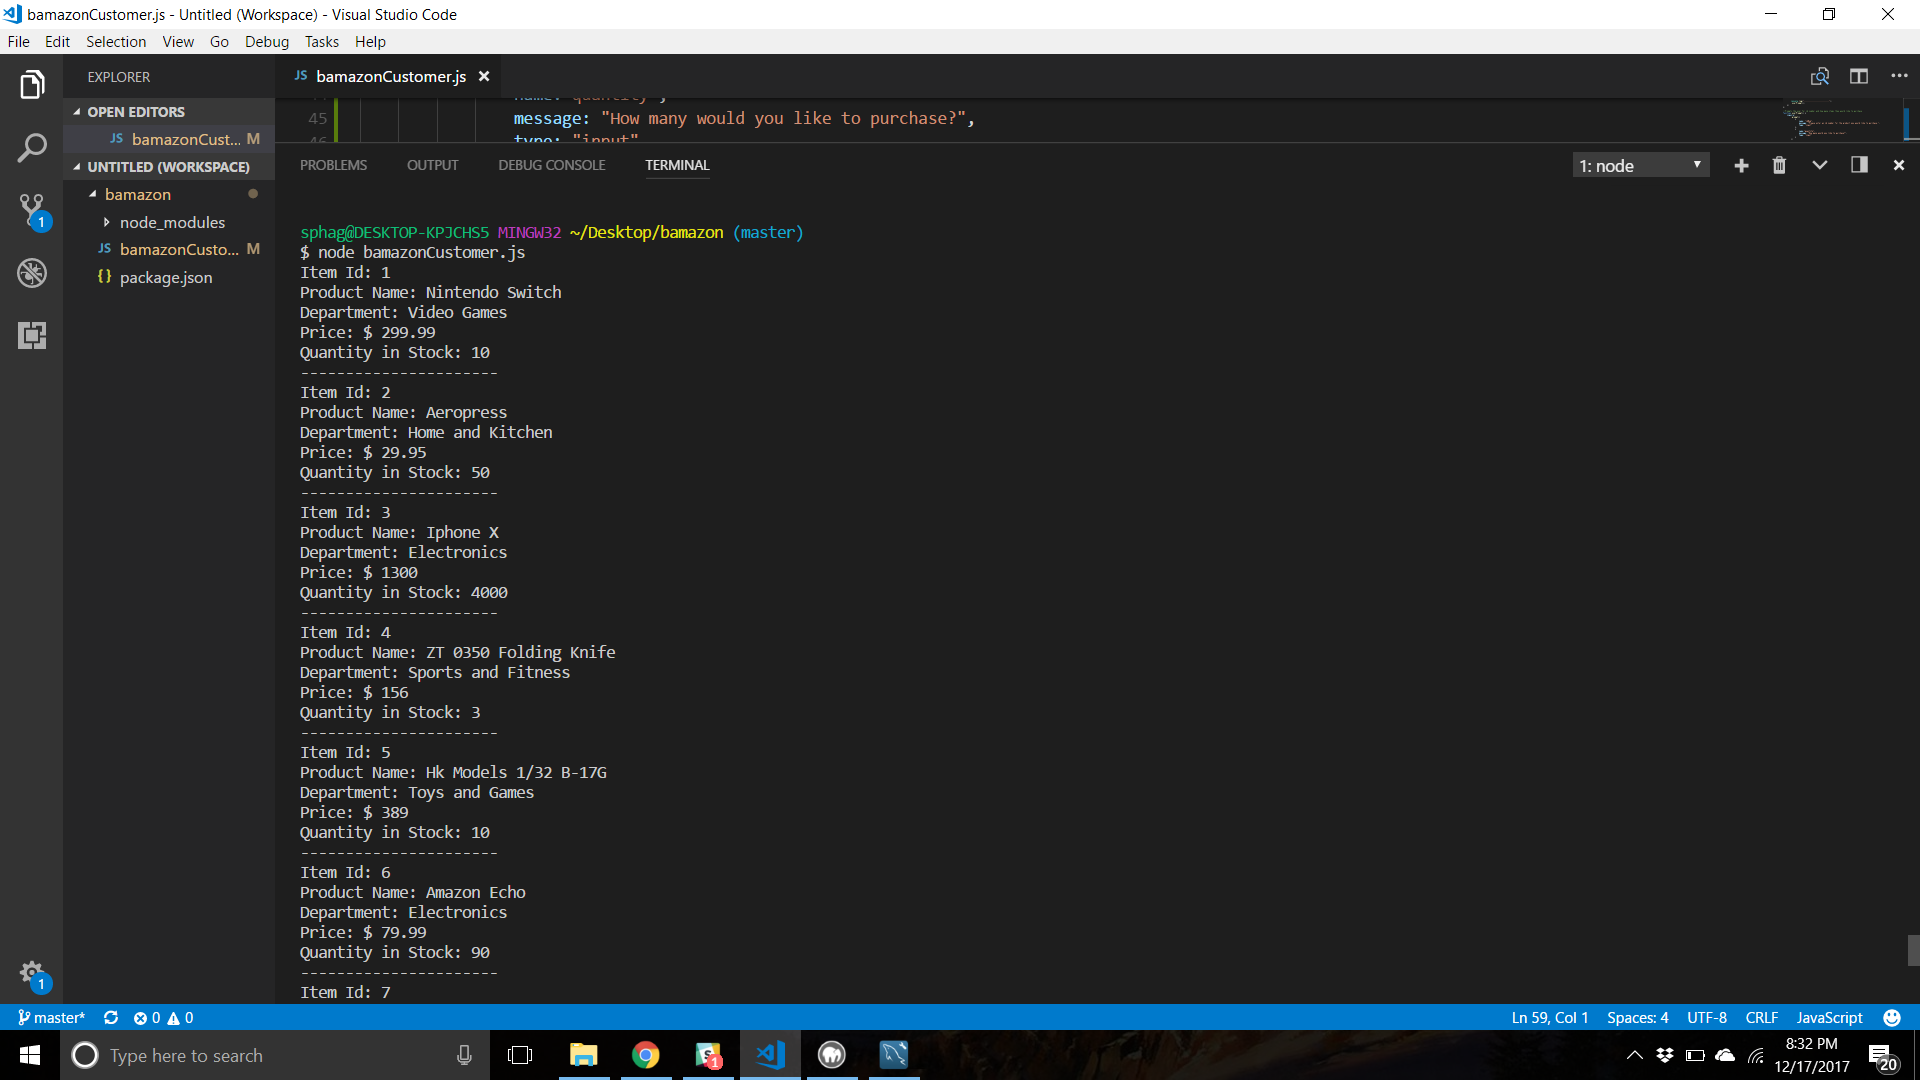 bamazonCustomer.js - Untitled (Workspace) - Visual Studio Code
File Edit Selection View Go Debug Tasks Help
EXPLORER
JS bamazonCustomer.js
OPEN EDITORS
JS bamazonCust... M
UNTITLED (WORKSPACE)
bamazon
node_modules
JS bamazonCusto... M
{} package.json
1
1
45 message: "How many would you like to purchase?",
type: "input"
PROBLEMS OUTPUT DEBUG CONSOLE TERMINAL 1: node
sphag@DESKTOP-KPJCHS5 MINGW32 ~/Desktop/bamazon (master)
$ node bamazonCustomer.js
Item Id: 1
Product Name: Nintendo Switch
Department: Video Games
Price: $ 299.99
Quantity in Stock: 10
----------------------
Item Id: 2
Product Name: Aeropress
Department: Home and Kitchen
Price: $ 29.95
Quantity in Stock: 50
----------------------
Item Id: 3
Product Name: Iphone X
Department: Electronics
Price: $ 1300
Quantity in Stock: 4000
----------------------
Item Id: 4
Product Name: ZT 0350 Folding Knife
Department: Sports and Fitness
Price: $ 156
Quantity in Stock: 3
----------------------
Item Id: 5
Product Name: Hk Models 1/32 B-17G
Department: Toys and Games
Price: $ 389
Quantity in Stock: 10
----------------------
Item Id: 6
Product Name: Amazon Echo
Department: Electronics
Price: $ 79.99
Quantity in Stock: 90
----------------------
Item Id: 7
master* 0 0 Ln 59, Col 1 Spaces: 4 UTF-8 CRLF JavaScript
Type here to search
1
8:32 PM
12/17/2017
20